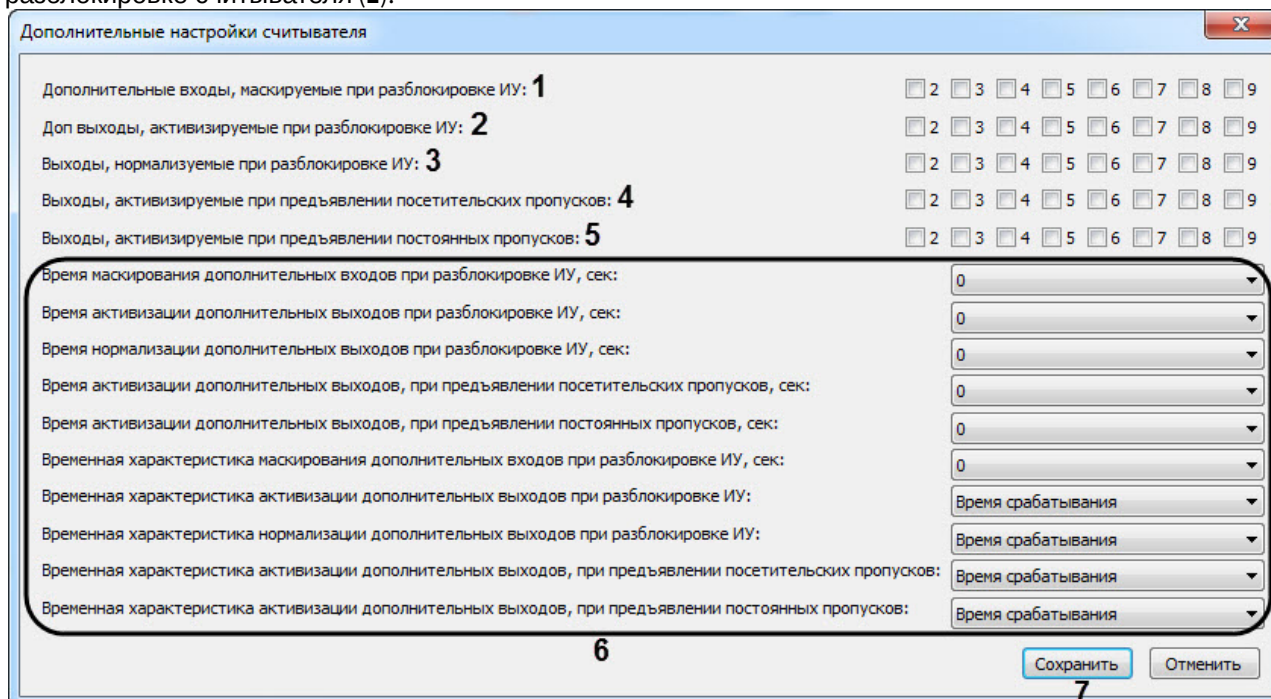 разблокировке считывателя (2).
Дополнительные настройки считывателя
Дополнительные входы, маскируемые при разблокировке ИУ: 1 2 3 4 5 6 7 8 9
Доп выходы, активизируемые при разблокировке ИУ: 2 2 3 4 5 6 7 8 9
Выходы, нормализуемые при разблокировке ИУ: 3 2 3 4 5 6 7 8 9
Выходы, активизируемые при предъявлении посетительских пропусков: 4 2 3 4 5 6 7 8 9
Выходы, активизируемые при предъявлении постоянных пропусков: 5 2 3 4 5 6 7 8 9
Время маскирования дополнительных входов при разблокировке ИУ, сек: 0
Время активизации дополнительных выходов при разблокировке ИУ, сек: 0
Время нормализации дополнительных выходов при разблокировке ИУ, сек: 0
Время активизации дополнительных выходов, при предъявлении посетительских пропусков, сек: 0
Время активизации дополнительных выходов, при предъявлении постоянных пропусков, сек: 0
Временная характеристика маскирования дополнительных входов при разблокировке ИУ, сек: 0
Временная характеристика активизации дополнительных выходов при разблокировке ИУ: Время срабатывания
Временная характеристика нормализации дополнительных выходов при разблокировке ИУ: Время срабатывания
Временная характеристика активизации дополнительных выходов, при предъявлении посетительских пропусков: Время срабатывания
Временная характеристика активизации дополнительных выходов, при предъявлении постоянных пропусков: Время срабатывания
6
Сохранить Отменить
7